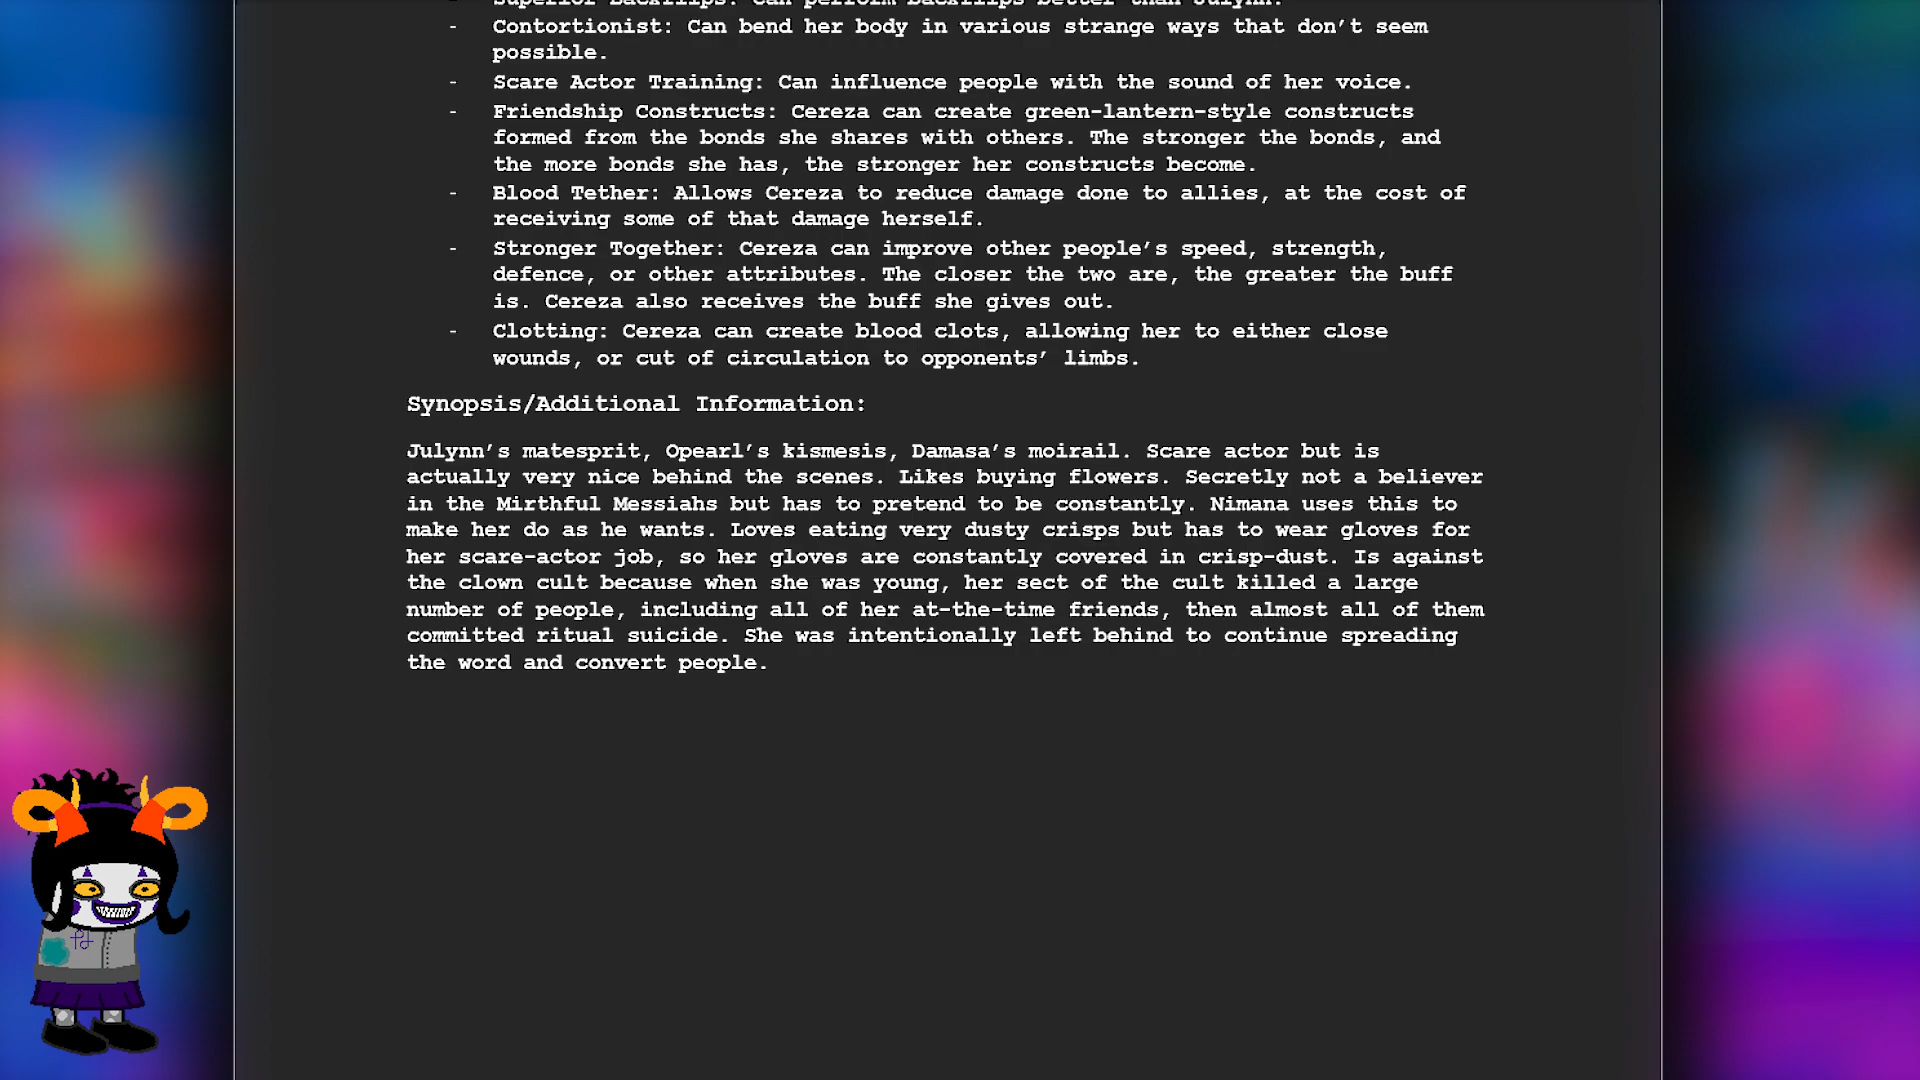 - Superior Backflips: Can perform backflips better than Julynn.
- Contortionist: Can bend her body in various strange ways that don’t seem
possible.
- Scare Actor Training: Can influence people with the sound of her voice.
- Friendship Constructs: Cereza can create green-lantern-style constructs
formed from the bonds she shares with others. The stronger the bonds, and
the more bonds she has, the stronger her constructs become.
- Blood Tether: Allows Cereza to reduce damage done to allies, at the cost of
receiving some of that damage herself.
- Stronger Together: Cereza can improve other people’s speed, strength,
defence, or other attributes. The closer the two are, the greater the buff
is. Cereza also receives the buff she gives out.
- Clotting: Cereza can create blood clots, allowing her to either close
wounds, or cut of circulation to opponents’ limbs.
Synopsis/Additional Information:
Julynn’s matesprit, Opearl’s kismesis, Damasa’s moirail. Scare actor but is
actually very nice behind the scenes. Likes buying flowers. Secretly not a believer
in the Mirthful Messiahs but has to pretend to be constantly. Nimana uses this to
make her do as he wants. Loves eating very dusty crisps but has to wear gloves for
her scare-actor job, so her gloves are constantly covered in crisp-dust. Is against
the clown cult because when she was young, her sect of the cult killed a large
number of people, including all of her at-the-time friends, then almost all of them
committed ritual suicide. She was intentionally left behind to continue spreading
the word and convert people.